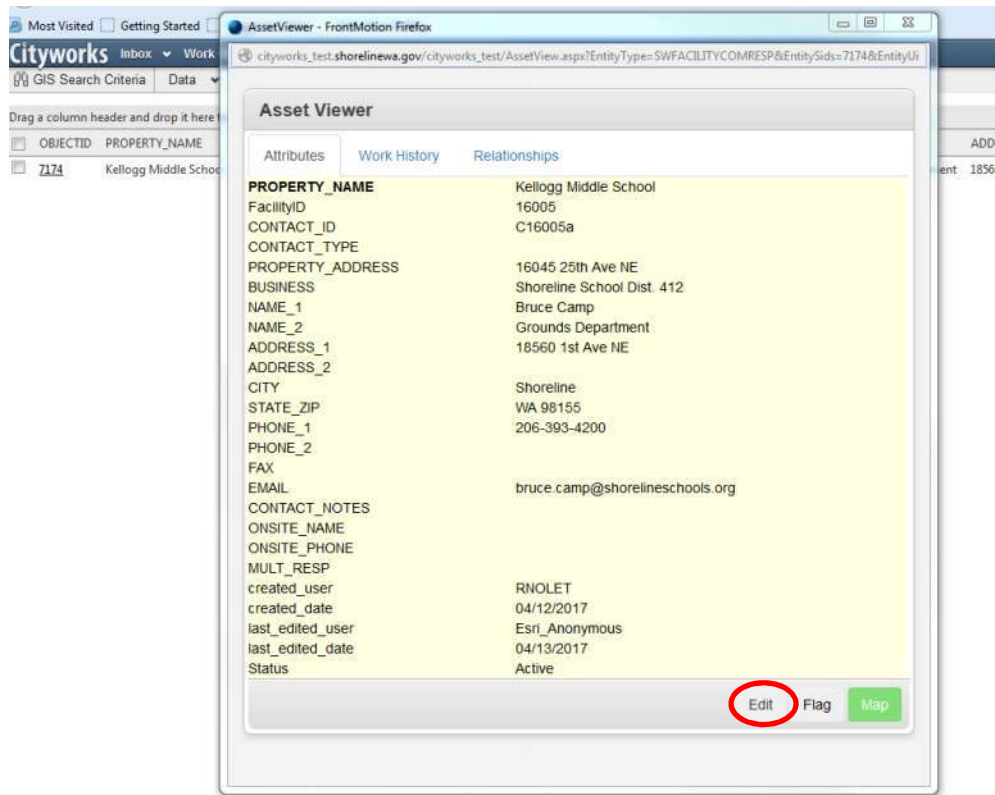 Most Visited Getting Started
AssetViewer - FrontMotion Firefox
Cityworks Inbox Work
cityworks_test.shorelinewa.gov/cityworks_test/AssetView.aspx?EntityType=SWFACILITYCOMRESP&EntitySids=7174&EntityUi
GIS Search Criteria Data
Asset Viewer
Drag a column header and drop it here
OBJECTID PROPERTY_NAME ADD
Attributes Work History Relationships
7174 Kellogg Middle Schoo ent 1856
PROPERTY_NAME Kellogg Middle School
FacilityID 16005
CONTACT_ID C16005a
CONTACT_TYPE
PROPERTY_ADDRESS 16045 25th Ave NE
BUSINESS Shoreline School Dist. 412
NAME_1 Bruce Camp
NAME_2 Grounds Department
ADDRESS_1 18560 1st Ave NE
ADDRESS_2
CITY Shoreline
STATE_ZIP WA 98155
PHONE_1 206-393-4200
PHONE_2
FAX
EMAIL bruce.camp@shorelineschools.org
CONTACT_NOTES
ONSITE_NAME
ONSITE_PHONE
MULT_RESP
created_user RNOLET
created_date 04/12/2017
last_edited_user Esri_Anonymous
last_edited_date 04/13/2017
Status Active
Edit Flag Map